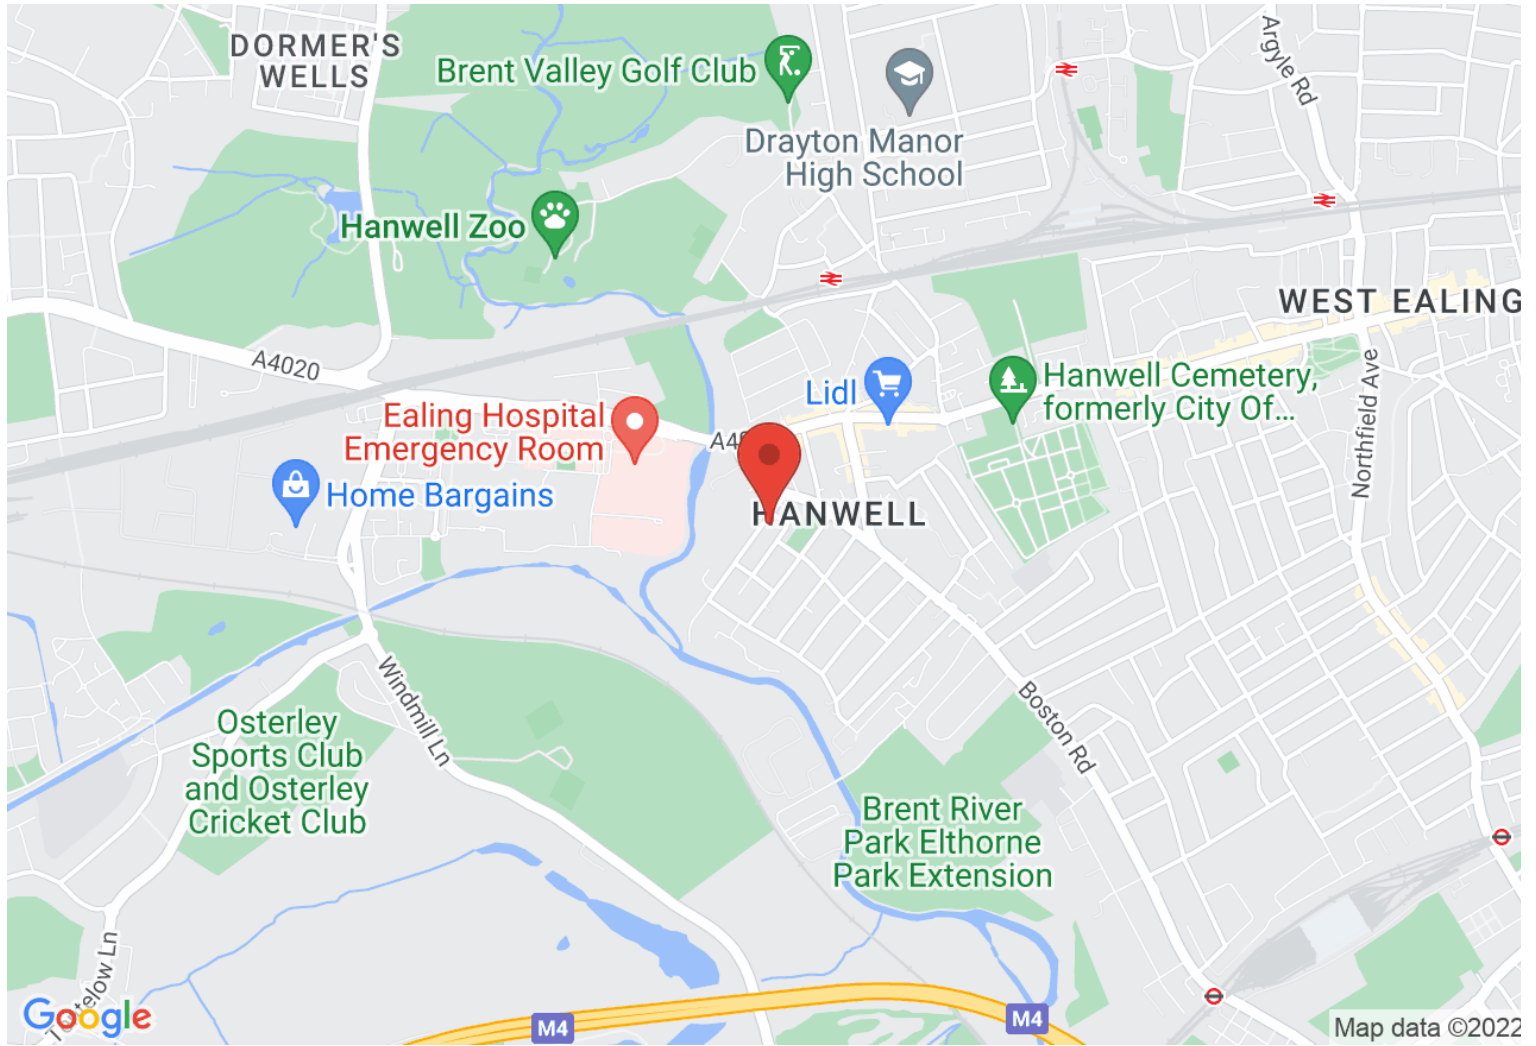 DORMER'S
WELLS
Brent Valley Golf Club
Argyle Rd
Drayton Manor
High School
Hanwell Zoo
WEST EALING
A4020
Lidl
Hanwell Cemetery,
formerly City Of...
Northfield Ave
Ealing Hospital
Emergency Room
Home Bargains
HANWELL
Windmill Ln
Boston Rd
Osterley
Sports Club
and Osterley
Cricket Club
Brent River
Park Elthorne
Park Extension
Google
M4
M4
Map data ©2022